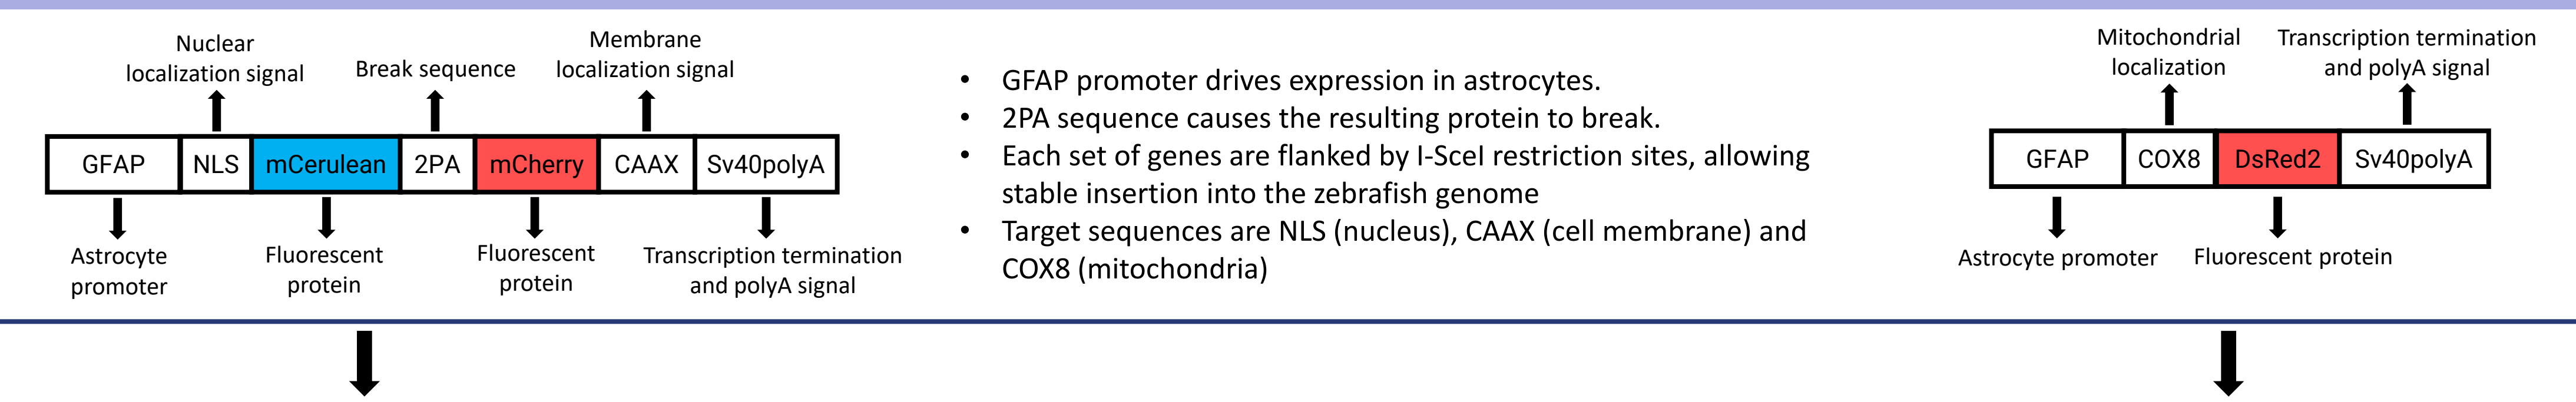 Nuclear
localization signal
Break sequence
Membrane
localization signal
GFAP
NLS
mCerulean
2PA
mCherry
CAAX
Sv40polyA
Astrocyte
promoter
Fluorescent
protein
Fluorescent
protein
Transcription termination
and polyA signal
• GFAP promoter drives expression in astrocytes.
• 2PA sequence causes the resulting protein to break.
• Each set of genes are flanked by I-SceI restriction sites, allowing
stable insertion into the zebrafish genome
• Target sequences are NLS (nucleus), CAAX (cell membrane) and
COX8 (mitochondria)
Mitochondrial
localization
Transcription termination
and polyA signal
GFAP
COX8
DsRed2
Sv40polyA
Astrocyte promoter
Fluorescent protein